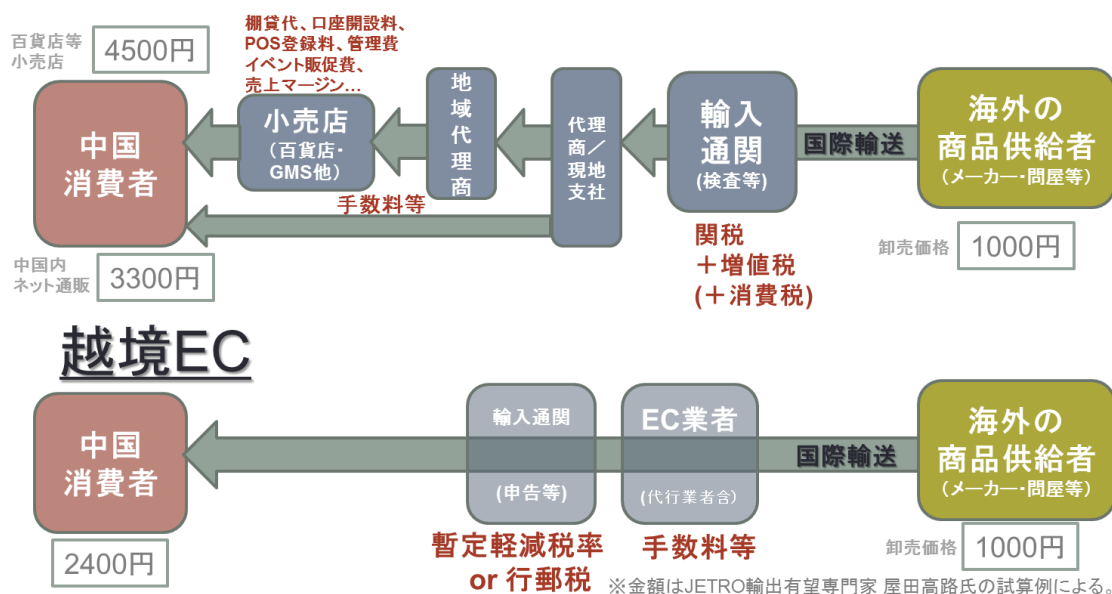 百貨店等
小売店
4500円
棚貸代、口座開設料、
POS登録料、管理費
イベント販促費、
売上マージン…
中国
消費者
小売店
（百貨店・
GMS他）
地域代理商
代理
商／
現地
支社
輸入
通関
(検査等)
国際輸送
海外の
商品供給者
（メーカー・問屋等）
手数料等
中国内
ネット通販
3300円
関税
＋増値税
(＋消費税)
卸売価格
1000円
越境EC
中国
消費者
輸入通関
(申告等)
EC業者
(代行業者含)
国際輸送
海外の
商品供給者
（メーカー・問屋等）
2400円
暫定軽減税率
or 行郵税
手数料等
卸売価格
1000円
※金額はJETRO輸出有望専門家 屋田高路氏の試算例による。